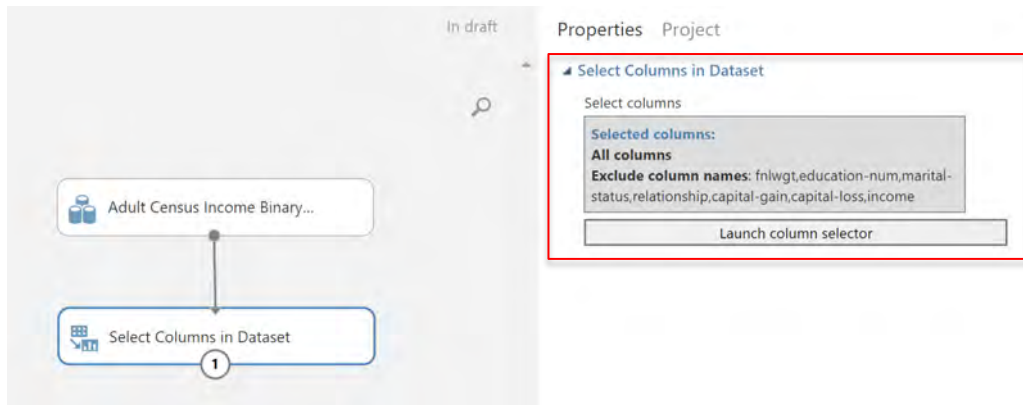 In draft
Properties Project
Select Columns in Dataset
Select columns
Selected columns:
All columns
Exclude column names: fnlwgt,education-num,marital-
status,relationship,capital-gain,capital-loss,income
Launch column selector
Adult Census Income Binary...
Select Columns in Dataset
1